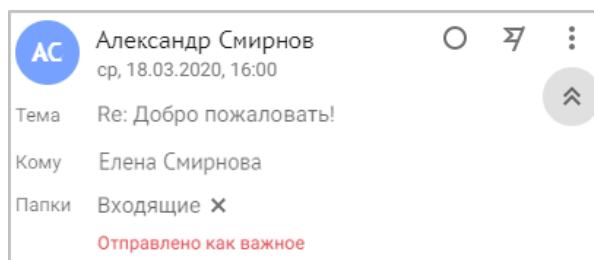 АС
Александр Смирнов
ср, 18.03.2020, 16:00
Тема Re: Добро пожаловать!
Кому Елена Смирнова
Папки Входящие ×
Отправлено как важное